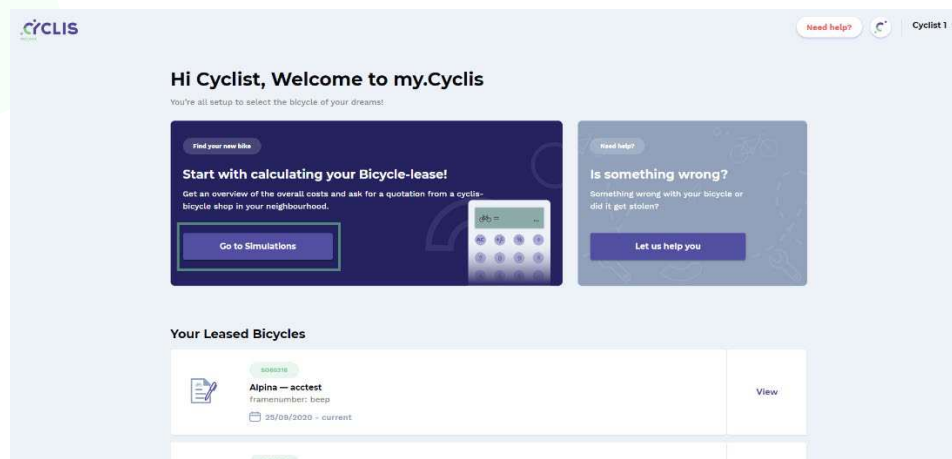 CYCLIS
Need help?
Cyclist 1
Hi Cyclist, Welcome to my.Cyclis
You're all setup to select the bicycle of your dreams!
Find your new bike
Start with calculating your Bicycle-lease!
Get an overview of the overall costs and ask for a quotation from a cyclis-
bicycle shop in your neighbourhood.
Go to Simulations
Need help?
Is something wrong?
Something wrong with your bicycle or
did it get stolen?
Let us help you
Your Leased Bicycles
Alpina — acctest
framenumber: beep
25/09/2020 - current
View